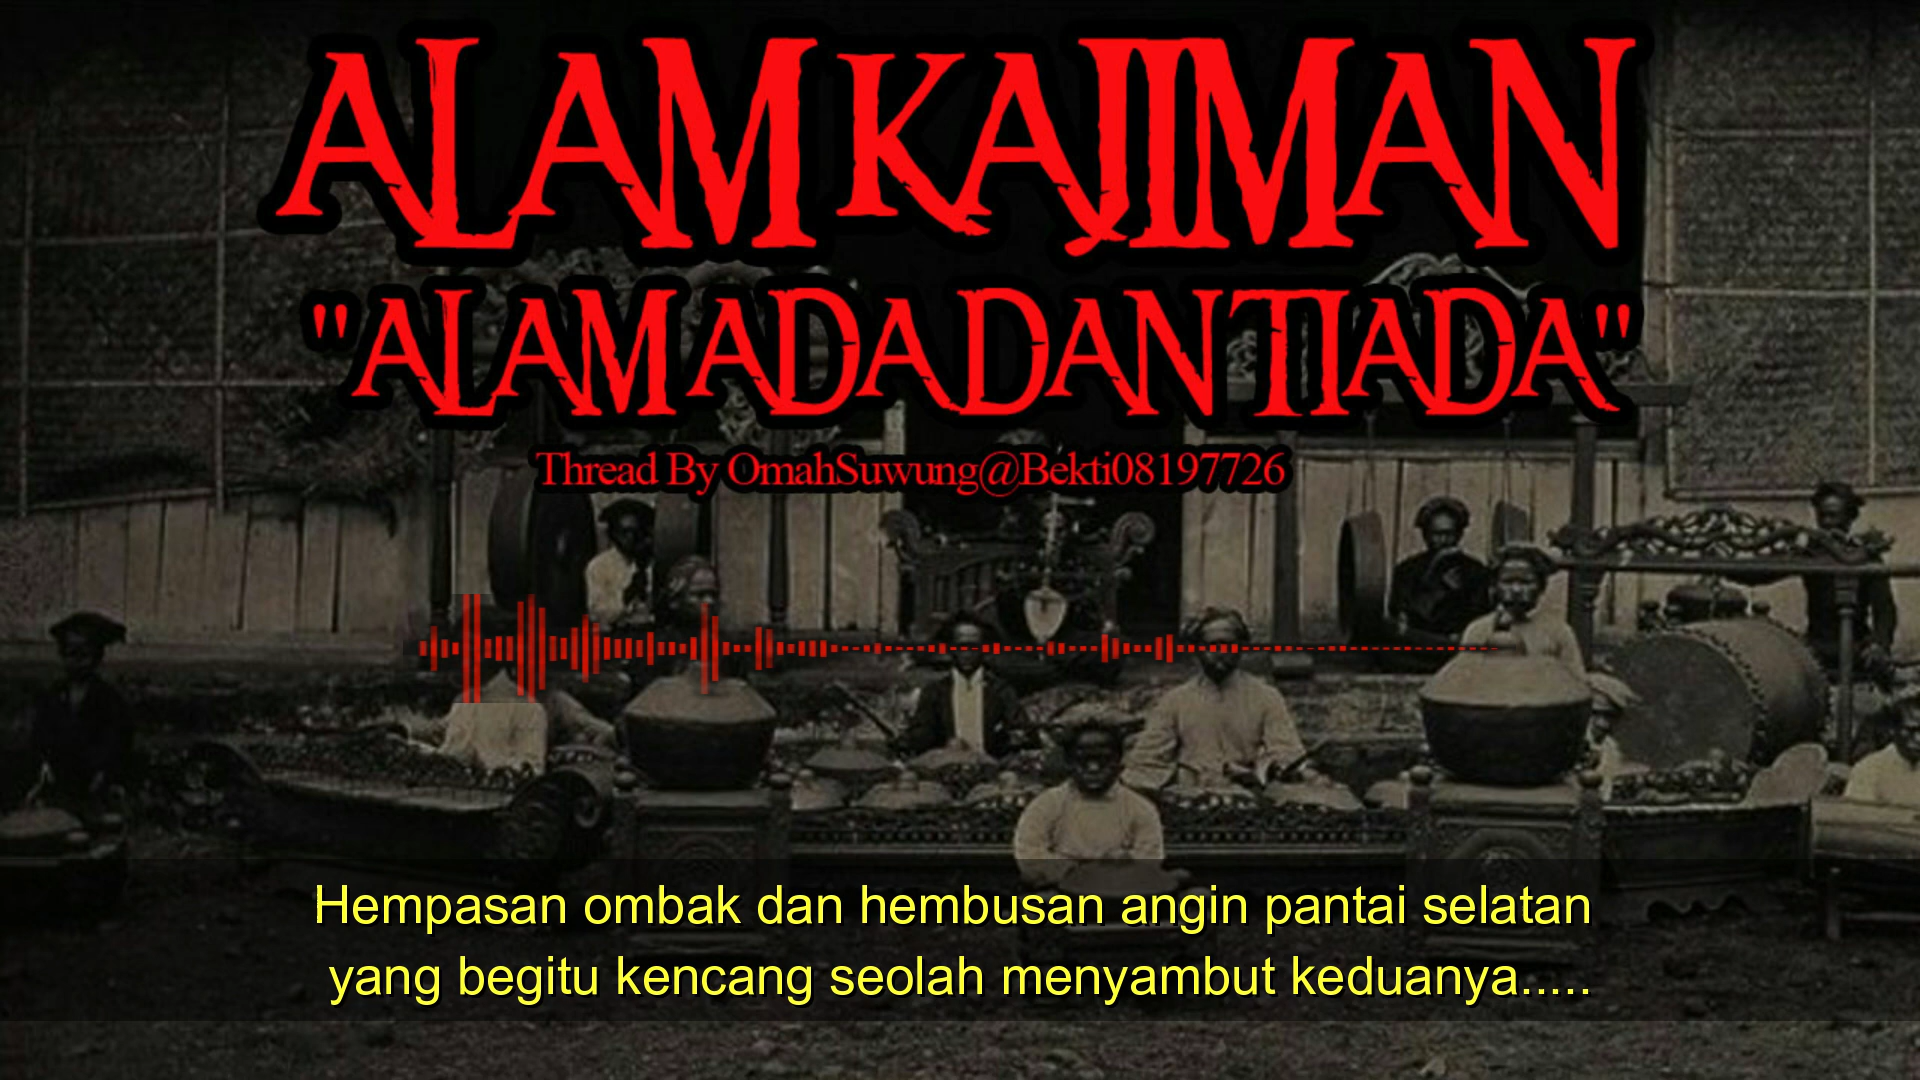 ALAM KAJIMAN
"ALAM ADA DAN TIADA"
Thread By OmahSuwung@Bekti08197726
Hempasan ombak dan hembusan angin pantai selatan
yang begitu kencang seolah menyambut keduanya.....